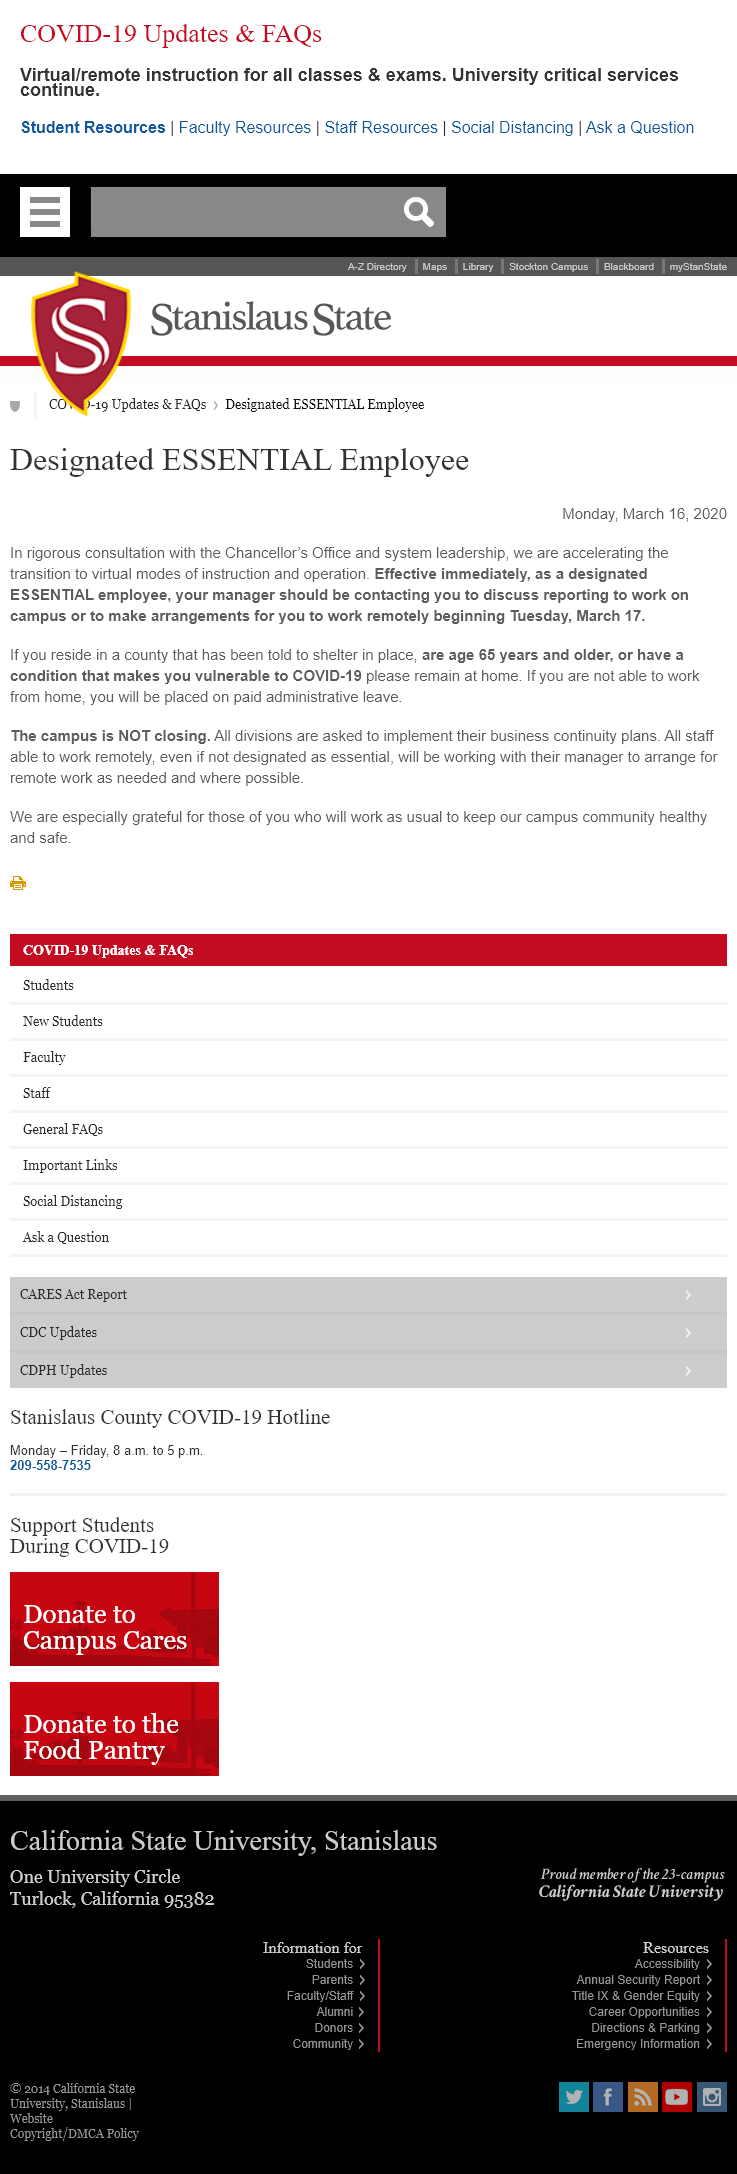 COVID-19 Updates & FAQs
Virtual/remote instruction for all classes & exams. University critical services
continue.
Student Resources | Faculty Resources | Staff Resources | Social Distancing | Ask a Question
A-Z Directory | Maps | Library | Stockton Campus | Blackboard | myStanState
S
Stanislaus State
COVID-19 Updates & FAQs > Designated ESSENTIAL Employee
Designated ESSENTIAL Employee
Monday, March 16, 2020
In rigorous consultation with the Chancellor’s Office and system leadership, we are accelerating the
transition to virtual modes of instruction and operation. Effective immediately, as a designated
ESSENTIAL employee, your manager should be contacting you to discuss reporting to work on
campus or to make arrangements for you to work remotely beginning Tuesday, March 17.
If you reside in a county that has been told to shelter in place, are age 65 years and older, or have a
condition that makes you vulnerable to COVID-19 please remain at home. If you are not able to work
from home, you will be placed on paid administrative leave.
The campus is NOT closing. All divisions are asked to implement their business continuity plans. All staff
able to work remotely, even if not designated as essential, will be working with their manager to arrange for
remote work as needed and where possible.
We are especially grateful for those of you who will work as usual to keep our campus community healthy
and safe.
COVID-19 Updates & FAQs
Students
New Students
Faculty
Staff
General FAQs
Important Links
Social Distancing
Ask a Question
CARES Act Report
CDC Updates
CDPH Updates
Stanislaus County COVID-19 Hotline
Monday – Friday, 8 a.m. to 5 p.m.
209-558-7535
Support Students
During COVID-19
Donate to
Campus Cares
Donate to the
Food Pantry
California State University, Stanislaus
One University Circle
Turlock, California 95382
Proud member of the 23-campus
California State University
Information for
Students
Parents
Faculty/Staff
Alumni
Donors
Community
Resources
Accessibility
Annual Security Report
Title IX & Gender Equity
Career Opportunities
Directions & Parking
Emergency Information
© 2014 California State
University, Stanislaus |
Website
Copyright/DMCA Policy